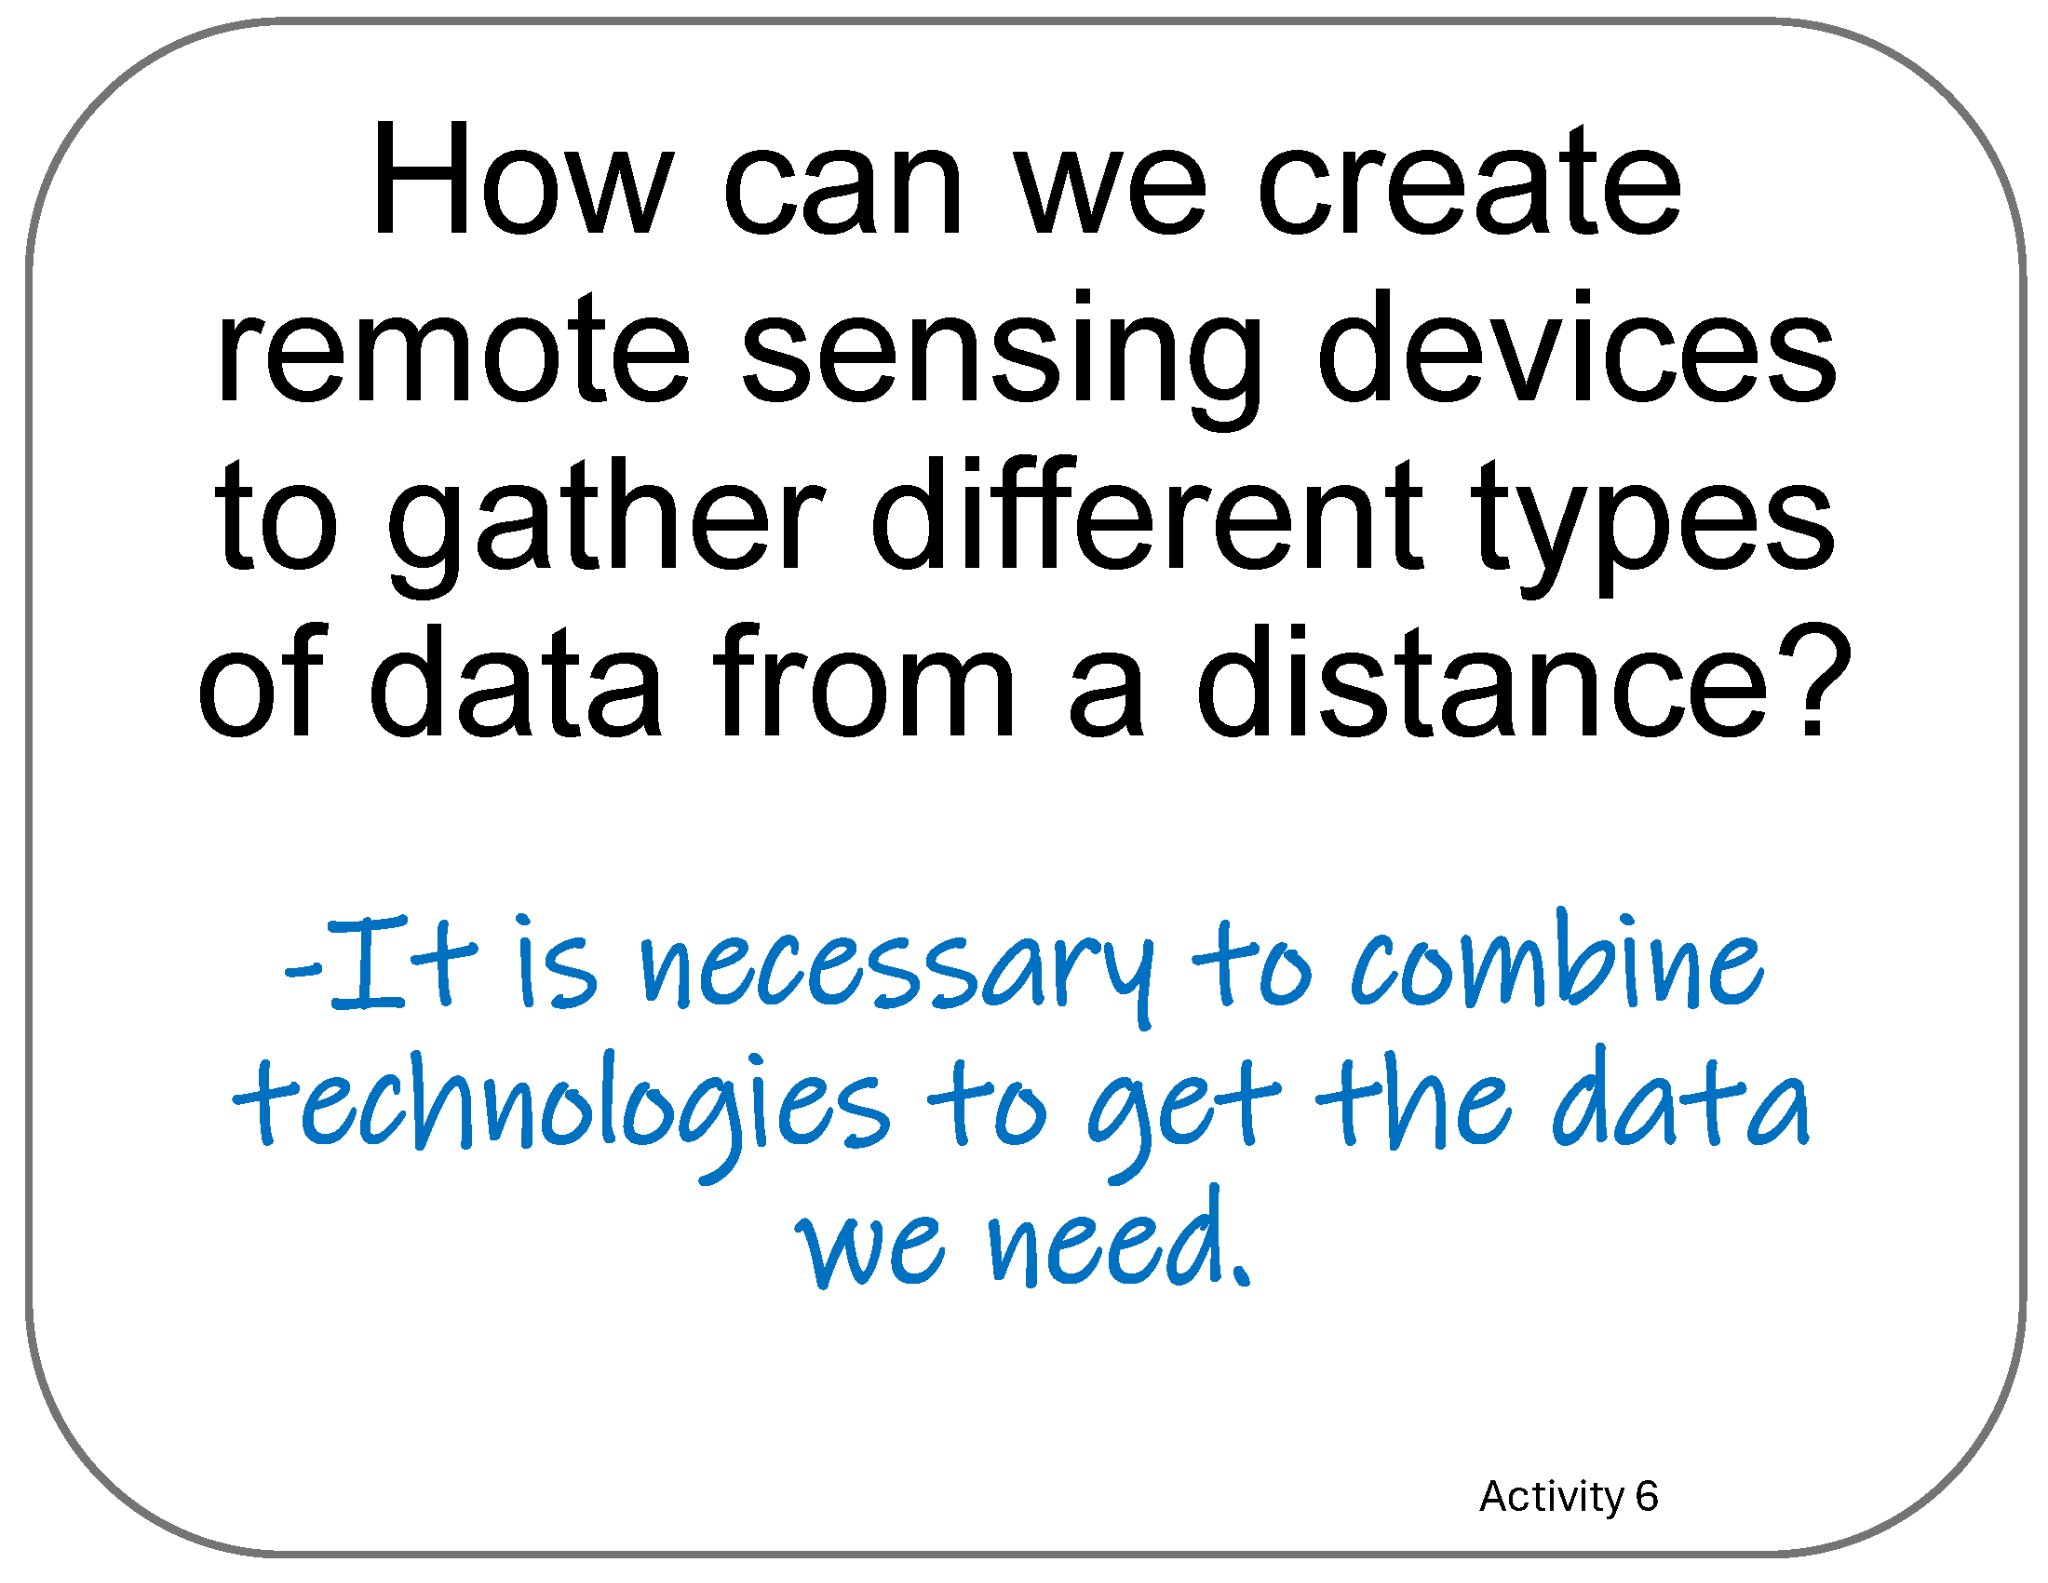 How can we create
remote sensing devices
to gather different types
of data from a distance?
-It is necessary to combine
technologies to get the data
we need.
Activity 6